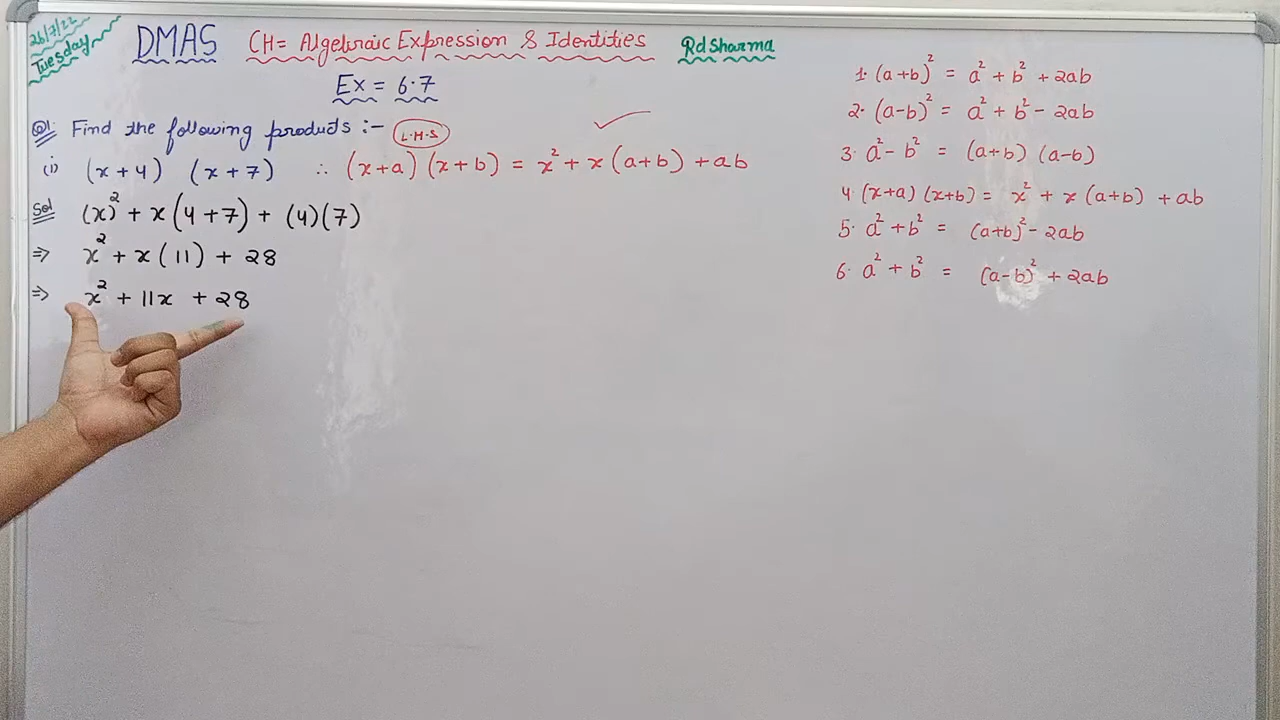 26/7/22
Tuesday
DMAS CH= Algebraic Expression & Identities Rd Sharma
Ex = 6.7
Q1. Find the following products :-
L.H.S
(i) (x+4) (x+7) ∴ (x+a) (x+b) = x² + x(a+b) + ab
Sol (x)² + x(4+7) + (4)(7)
⇒ x² + x(11) + 28
⇒ x² + 11x + 28
1. (a+b)² = a² + b² + 2ab
2. (a-b)² = a² + b² - 2ab
3. a² - b² = (a+b) (a-b)
4. (x+a) (x+b) = x² + x(a+b) + ab
5. a² + b² = (a+b)² - 2ab
6. a² + b² = (a-b)² + 2ab